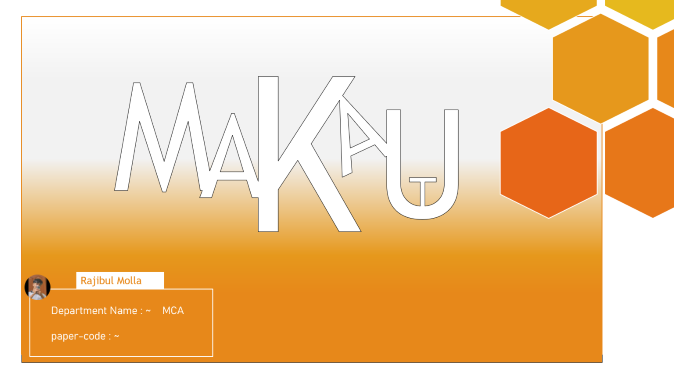 MAKAUT
Rajibul Molla
Department Name : ~ MCA
paper-code : ~